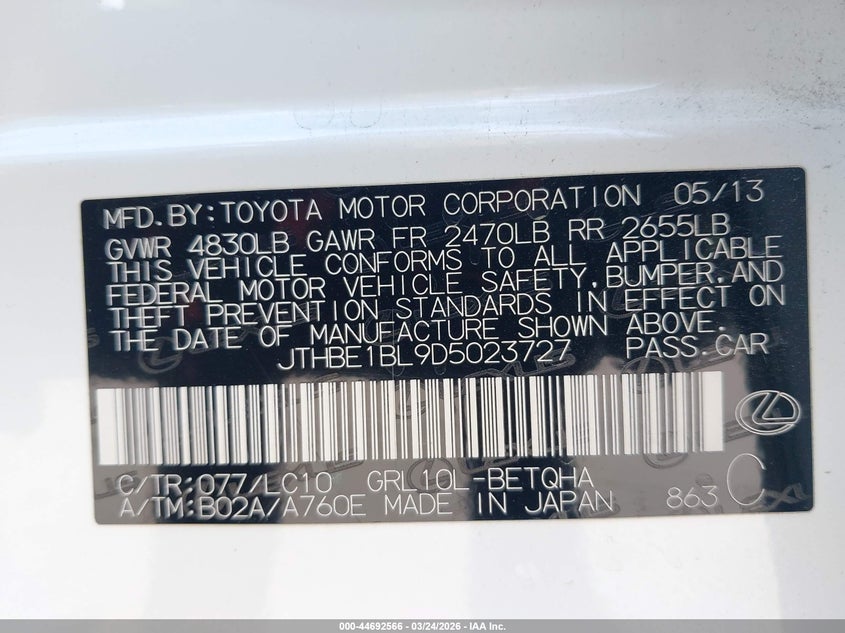 MFD.BY:TOYOTA MOTOR CORPORATION 05/13
GVWR 4830LB GAWR FR 2470LB RR 2655LB
THIS VEHICLE CONFORMS TO ALL APPLICABLE
FEDERAL MOTOR VEHICLE SAFETY,BUMPER,AND
THEFT PREVENTION STANDARDS IN EFFECT ON
THE DATE OF MANUFACTURE SHOWN ABOVE.
JTHBE1BL9D5023727 PASS.CAR
C/TR:077/LC10 GRL10L-BETQHA
A/TM:B02A/A760E MADE IN JAPAN 863 C
000-44692566 - 03/24/2026 - IAA Inc.